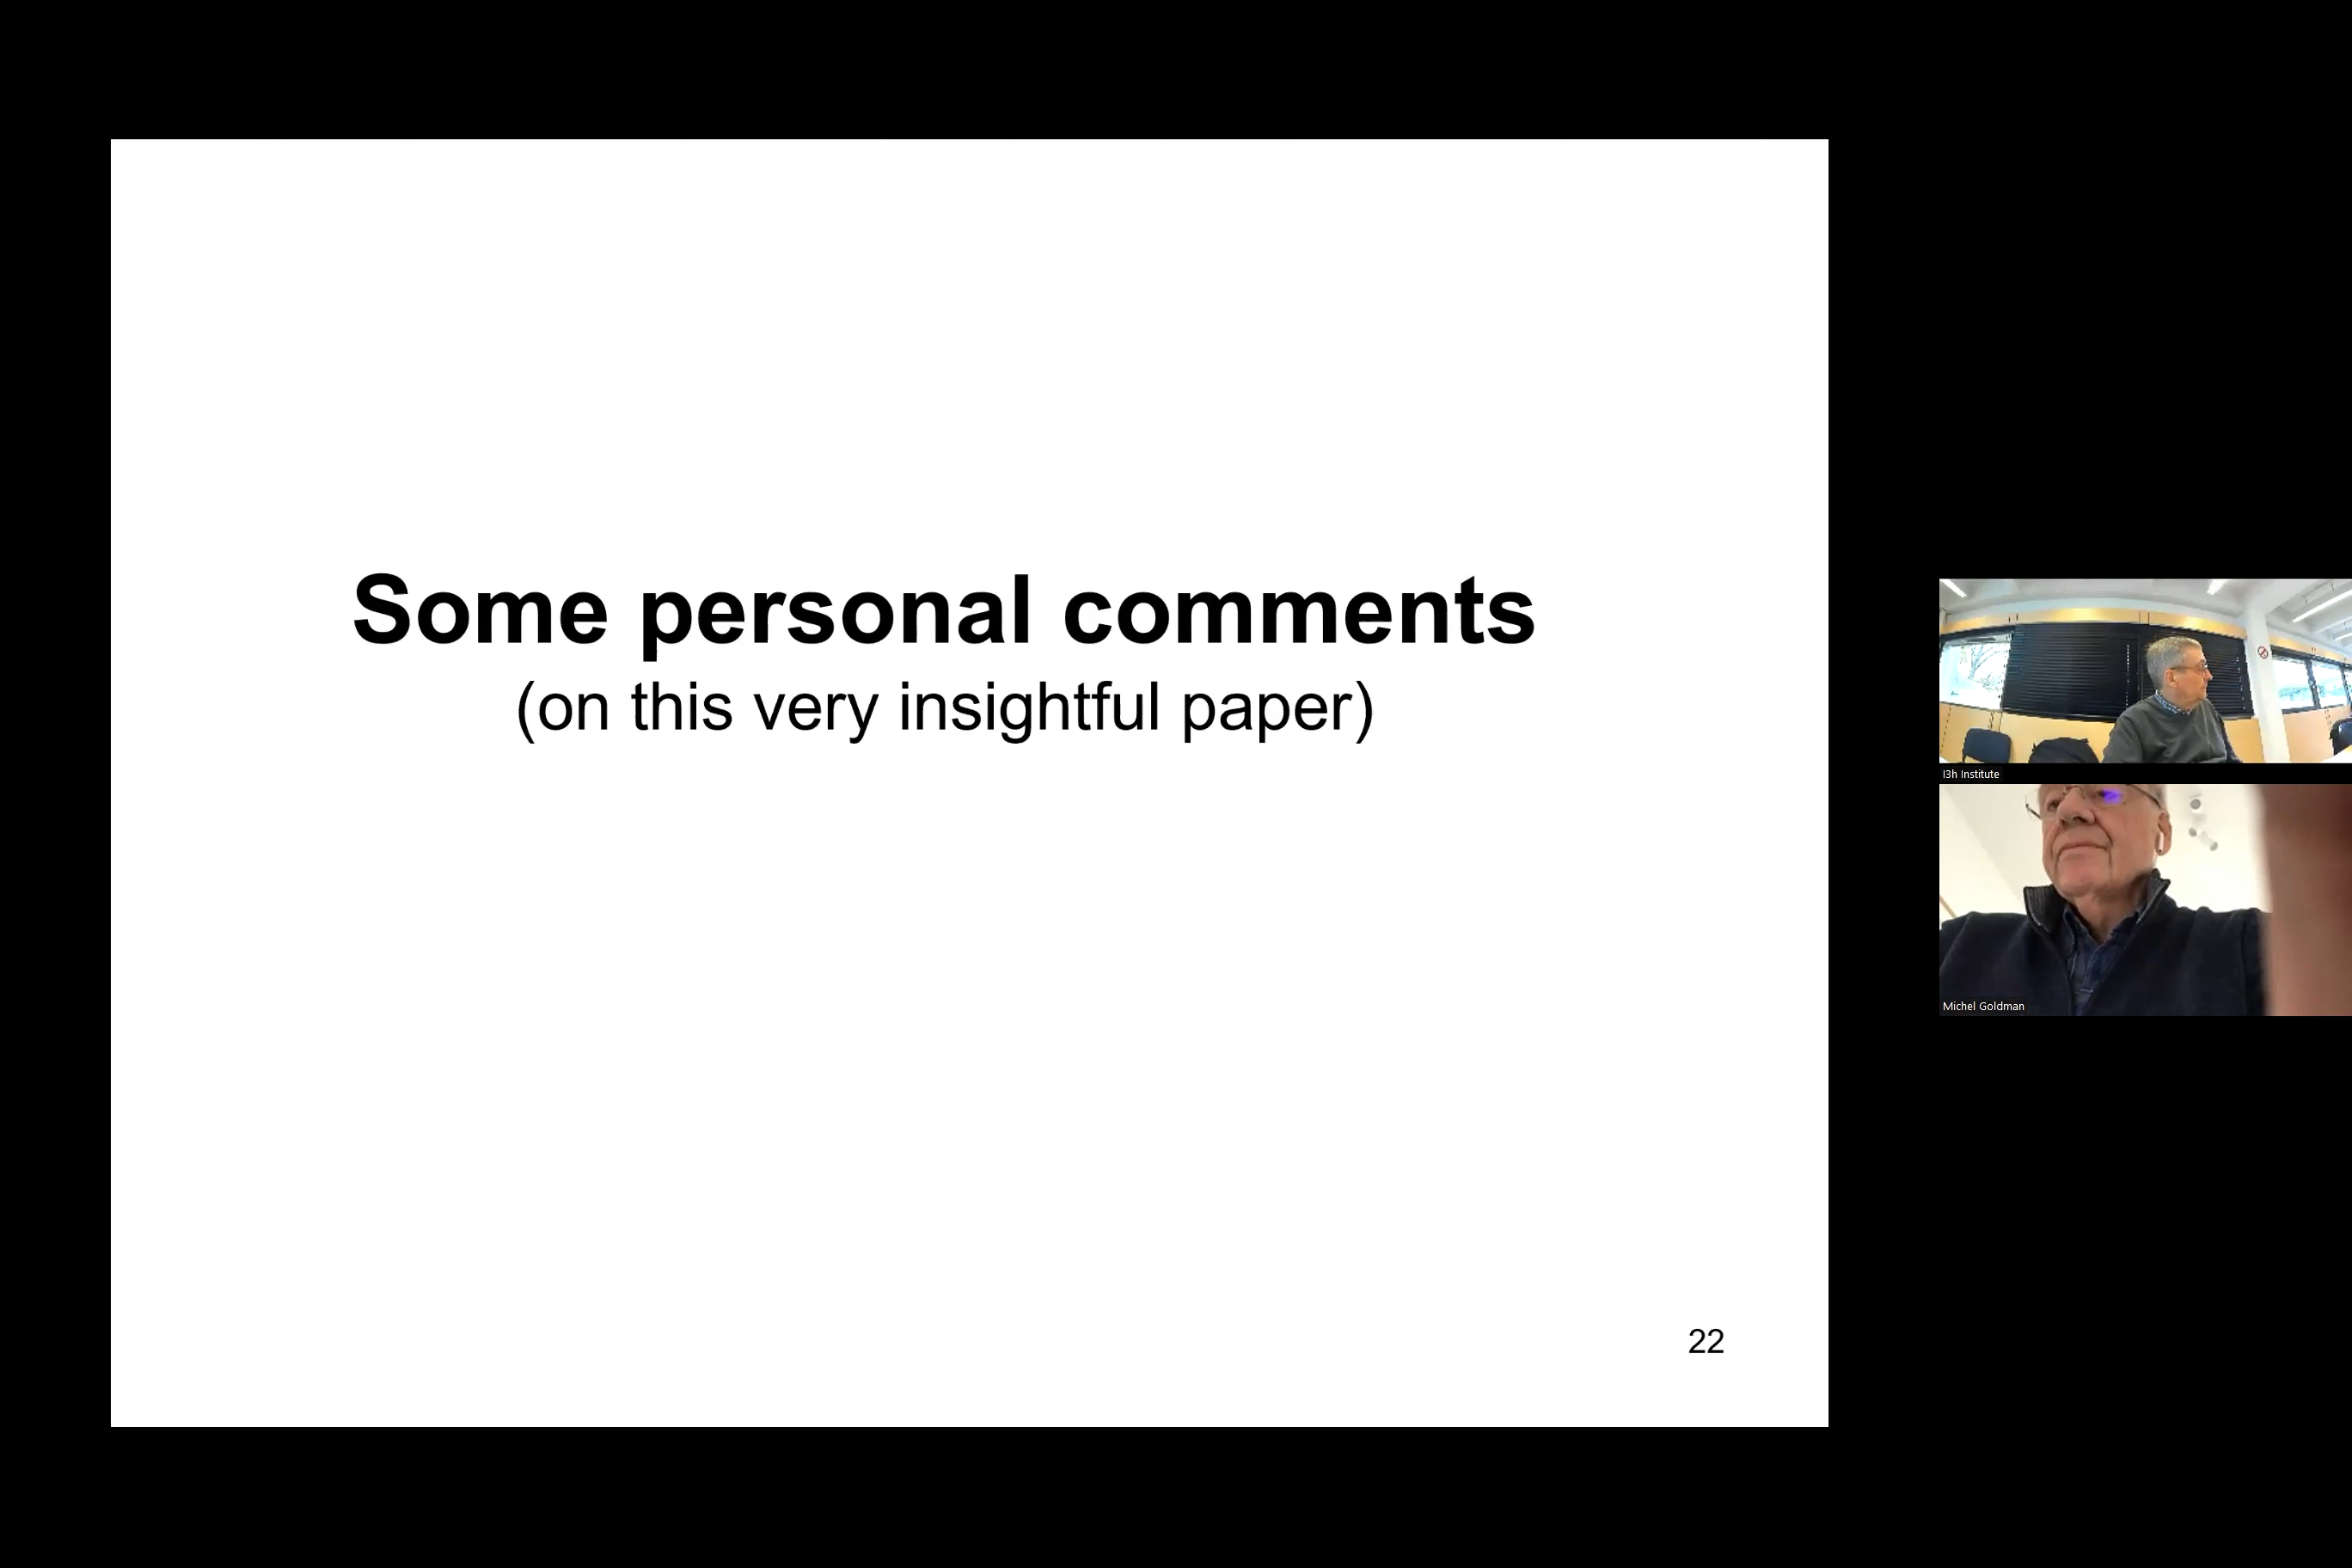 Some personal comments
(on this very insightful paper)
22
I3h Institute
Michel Goldman